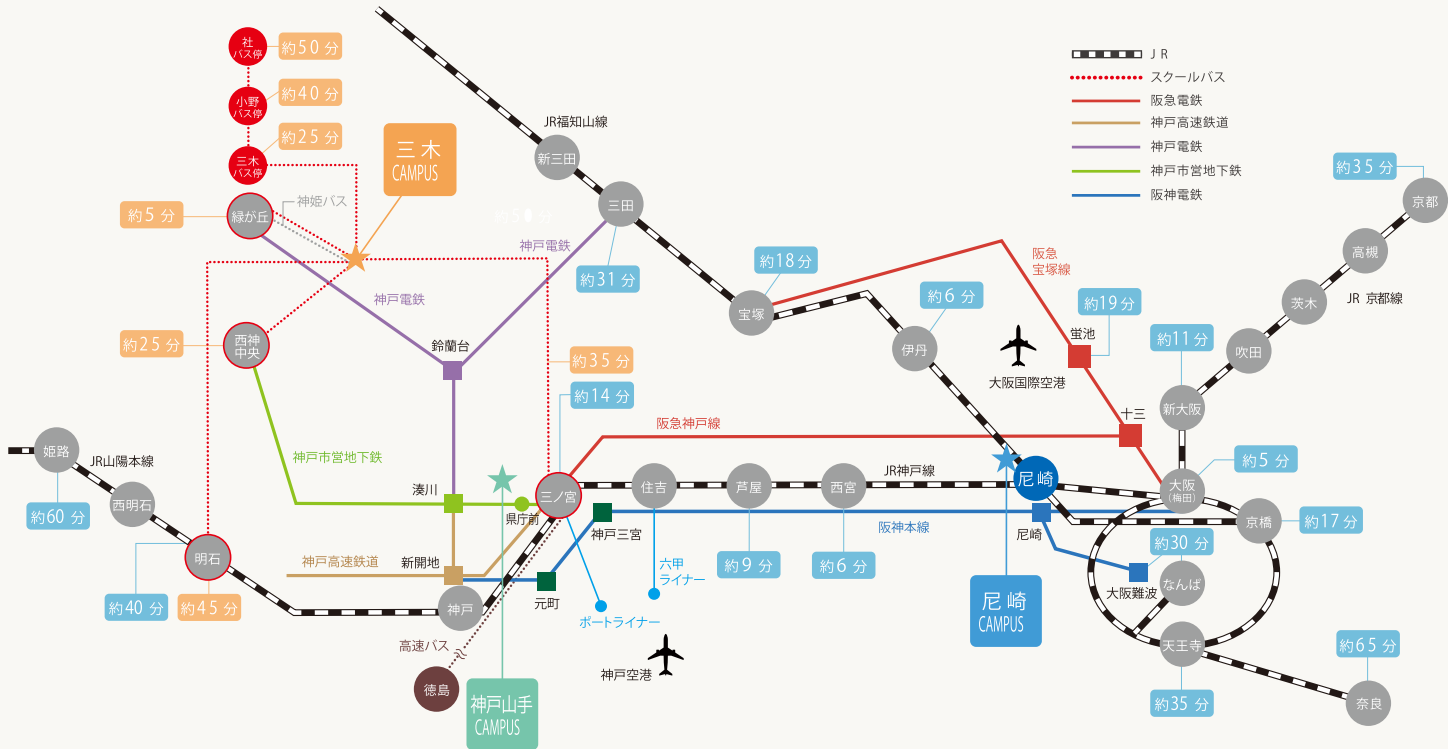 社
バス停
約50 分
小野
バス停
約40 分
三木
バス停
約25 分
三木
CAMPUS
緑が丘
約5 分
神姫バス
JR福知山線
新三田
三田
約31 分
神戸電鉄
神戸電鉄
鈴蘭台
西神
中央
約25 分
神戸市営地下鉄
約35 分
約14 分
宝塚
約18分
伊丹
約6 分
阪急
宝塚線
蛍池
約19分
大阪国際空港
十三
阪急神戸線
JR
スクールバス
阪急電鉄
神戸高速鉄道
神戸電鉄
神戸市営地下鉄
阪神電鉄
約35 分
京都
高槻
茨木
JR 京都線
吹田
約11 分
新大阪
約5 分
大阪
(梅田)
京橋
約17分
姫路
約60 分
JR山陽本線
西明石
明石
約40 分
約45 分
湊川
県庁前
三ノ宮
住吉
芦屋
約9 分
西宮
約6 分
JR神戸線
尼崎
阪神本線
尼崎
約30 分
大阪難波
なんば
天王寺
約35 分
約65 分
奈良
神戸高速鉄道
新開地
神戸
元町
神戸三宮
ポートライナー
六甲
ライナー
神戸空港
高速バス
徳島
神戸山手
CAMPUS
尼崎
CAMPUS